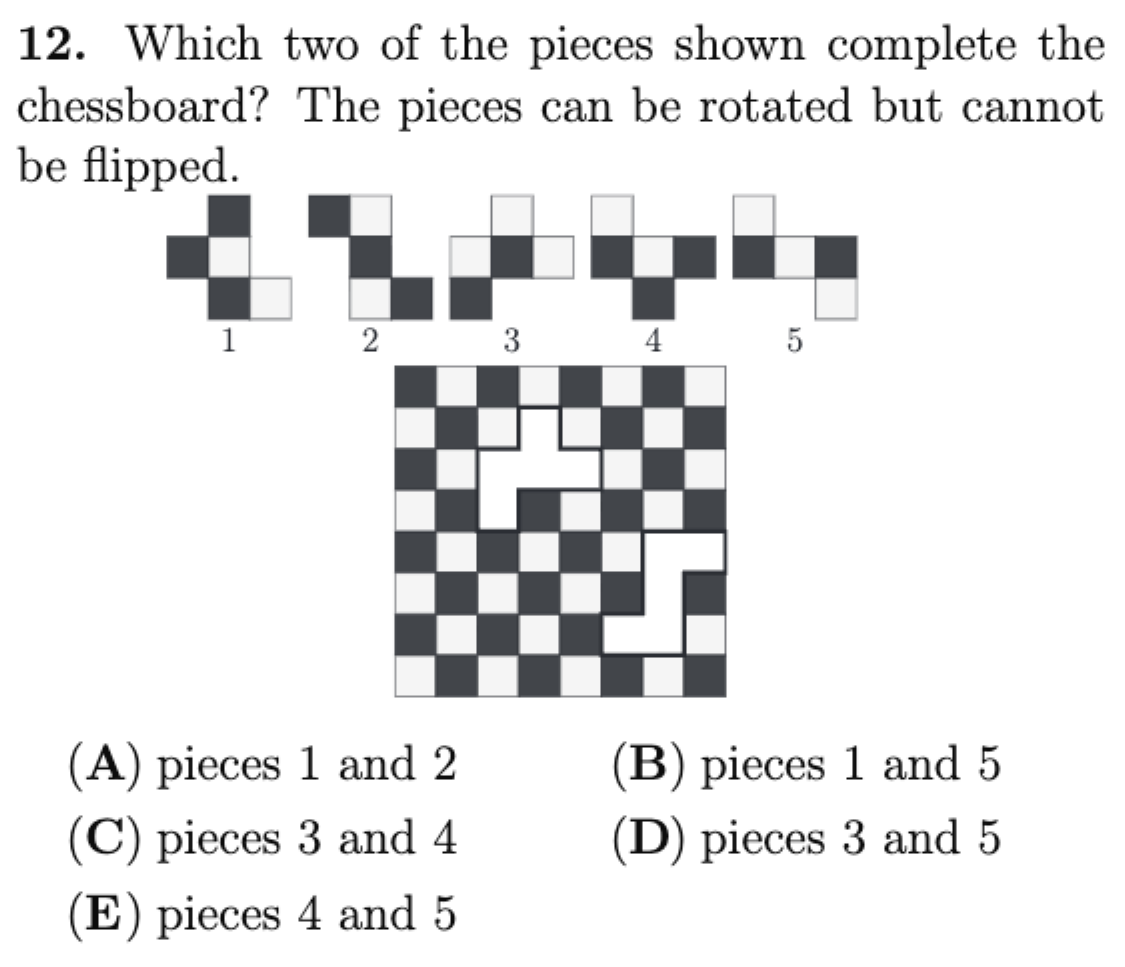 12. Which two of the pieces shown complete the
chessboard? The pieces can be rotated but cannot
be flipped.
1 2 3 4 5
(A) pieces 1 and 2 (B) pieces 1 and 5
(C) pieces 3 and 4 (D) pieces 3 and 5
(E) pieces 4 and 5